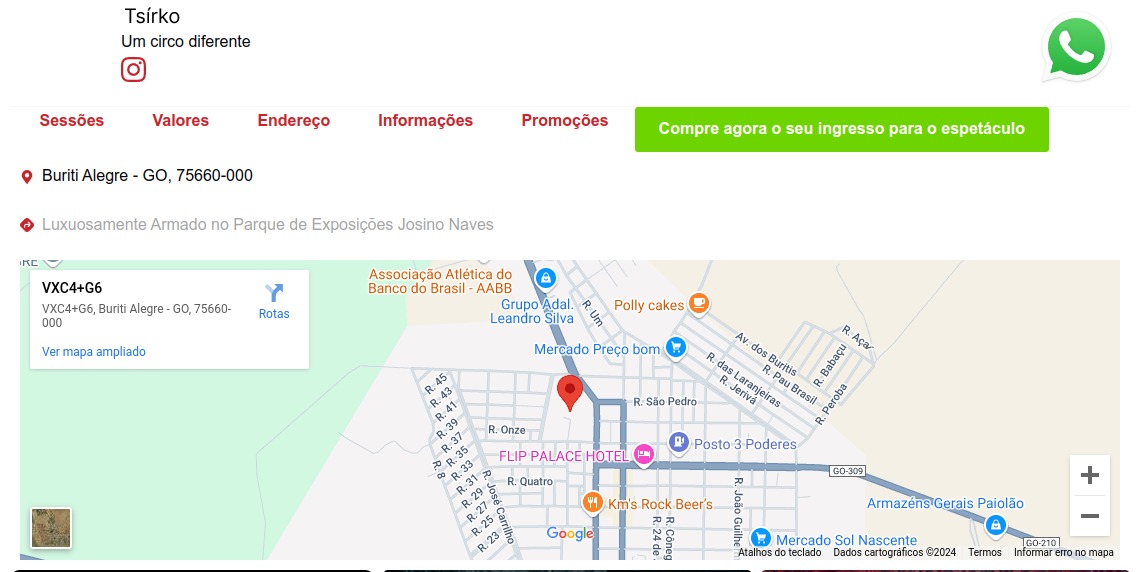 Tsírko
Um circo diferente
Sessões
Valores
Endereço
Informações
Promoções
Compre agora o seu ingresso para o espetáculo
Buriti Alegre - GO, 75660-000
Luxuosamente Armado no Parque de Exposições Josino Naves
VXC4+G6
VXC4+G6, Buriti Alegre - GO, 75660-
000
Rotas
Ver mapa ampliado
Associação Atlética do
Banco do Brasil - AABB
Grupo Adal.
Leandro Silva
R. Um
Polly cakes
Mercado Preço bom
Av. dos Buritis
R. das Laranjeiras
R. Pau Brasil
R. Jerivá
R. Açaí
R. Babaçu
R. Peroba
R. São Pedro
R. 45
R. 43
R. 41
R. 39
R. 37
R. 35
R. 33
R. 31
R. 29
R. 27
R. 25
R. 23
R. 8
R. Onze
R. José Carrilho
Posto 3 Poderes
FLIP PALACE HOTEL
GO-309
R. Quatro
Km's Rock Beer's
R. João Guilhe
R. 24 de
R. Côneg
Armazéns Gerais Paiolão
GO-210
Mercado Sol Nascente
Google
Atalhos do teclado
Dados cartográficos ©2024
Termos
Informar erro no mapa